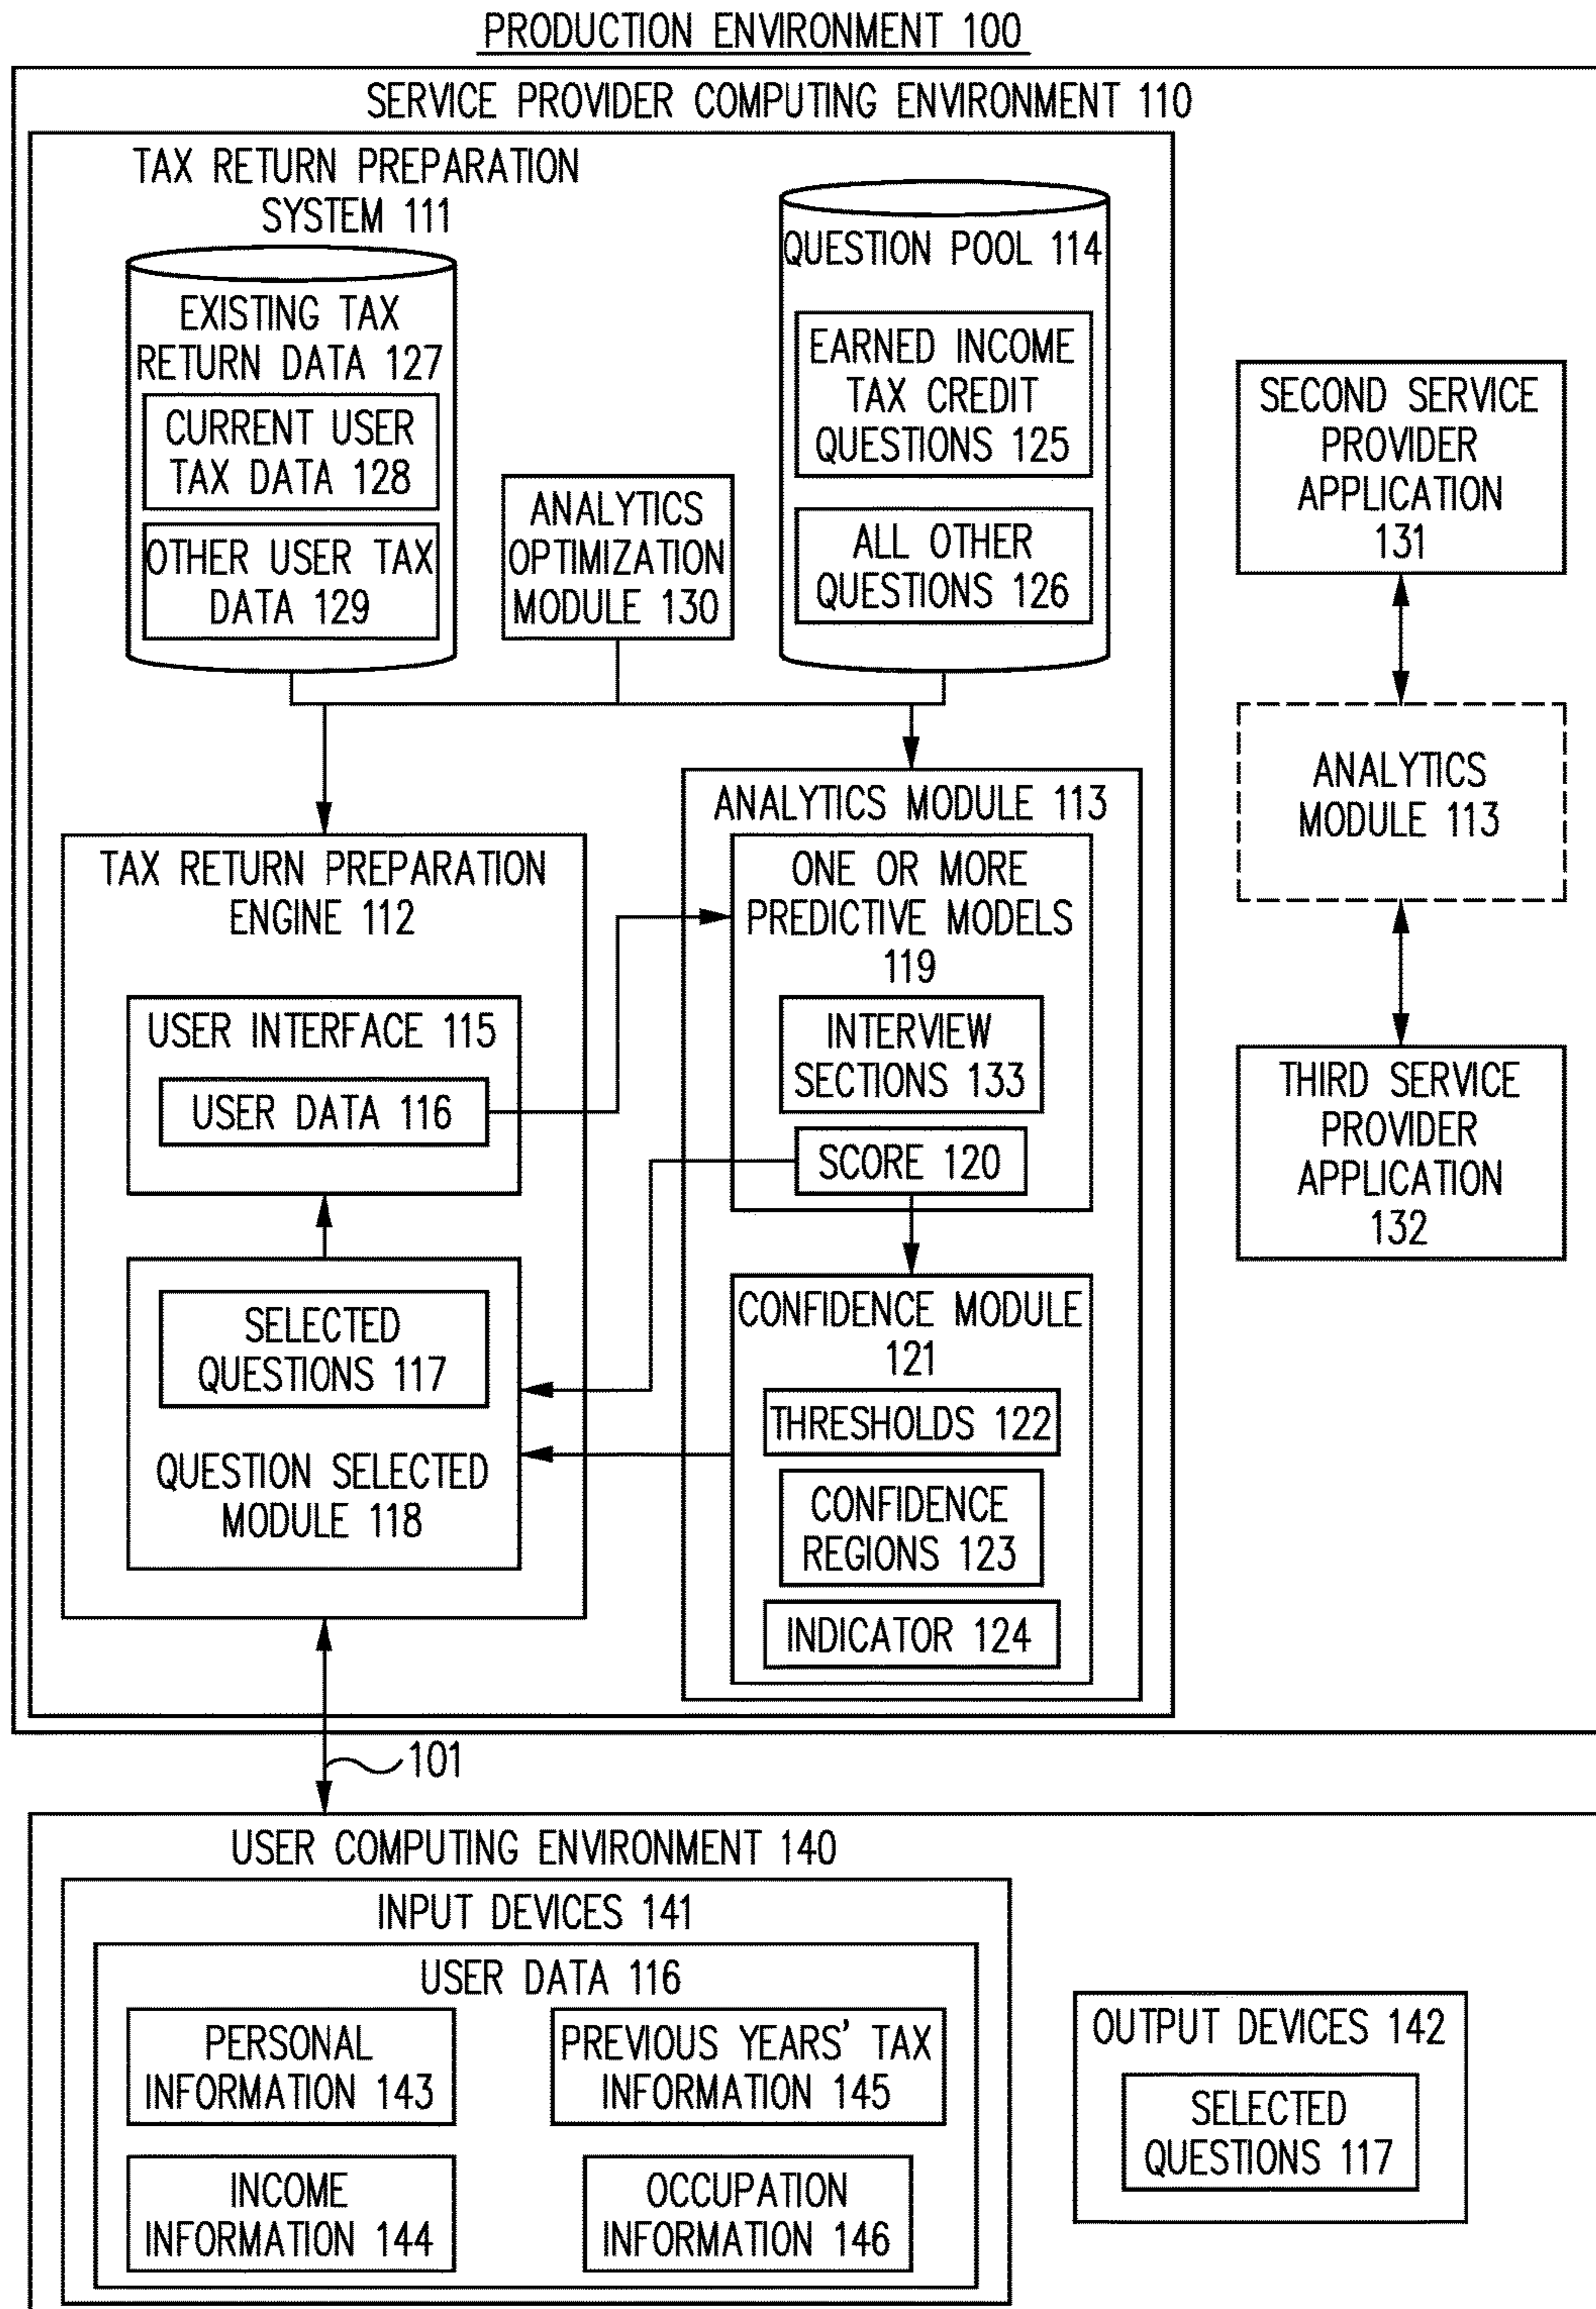 PRODUCTION ENVIRONMENT 100
SERVICE PROVIDER COMPUTING ENVIRONMENT 110
TAX RETURN PREPARATION
SYSTEM 111
EXISTING TAX
RETURN DATA 127
CURRENT USER
TAX DATA 128
OTHER USER TAX
DATA 129
ANALYTICS
OPTIMIZATION
MODULE 130
QUESTION POOL 114
EARNED INCOME
TAX CREDIT
QUESTIONS 125
ALL OTHER
QUESTIONS 126
SECOND SERVICE
PROVIDER
APPLICATION
131
ANALYTICS
MODULE 113
THIRD SERVICE
PROVIDER
APPLICATION
132
TAX RETURN PREPARATION
ENGINE 112
USER INTERFACE 115
USER DATA 116
SELECTED
QUESTIONS 117
QUESTION SELECTED
MODULE 118
ANALYTICS MODULE 113
ONE OR MORE
PREDICTIVE MODELS
119
INTERVIEW
SECTIONS 133
SCORE 120
CONFIDENCE MODULE
121
THRESHOLDS 122
CONFIDENCE
REGIONS 123
INDICATOR 124
101
USER COMPUTING ENVIRONMENT 140
INPUT DEVICES 141
USER DATA 116
PERSONAL
INFORMATION 143
PREVIOUS YEARS' TAX
INFORMATION 145
INCOME
INFORMATION 144
OCCUPATION
INFORMATION 146
OUTPUT DEVICES 142
SELECTED
QUESTIONS 117